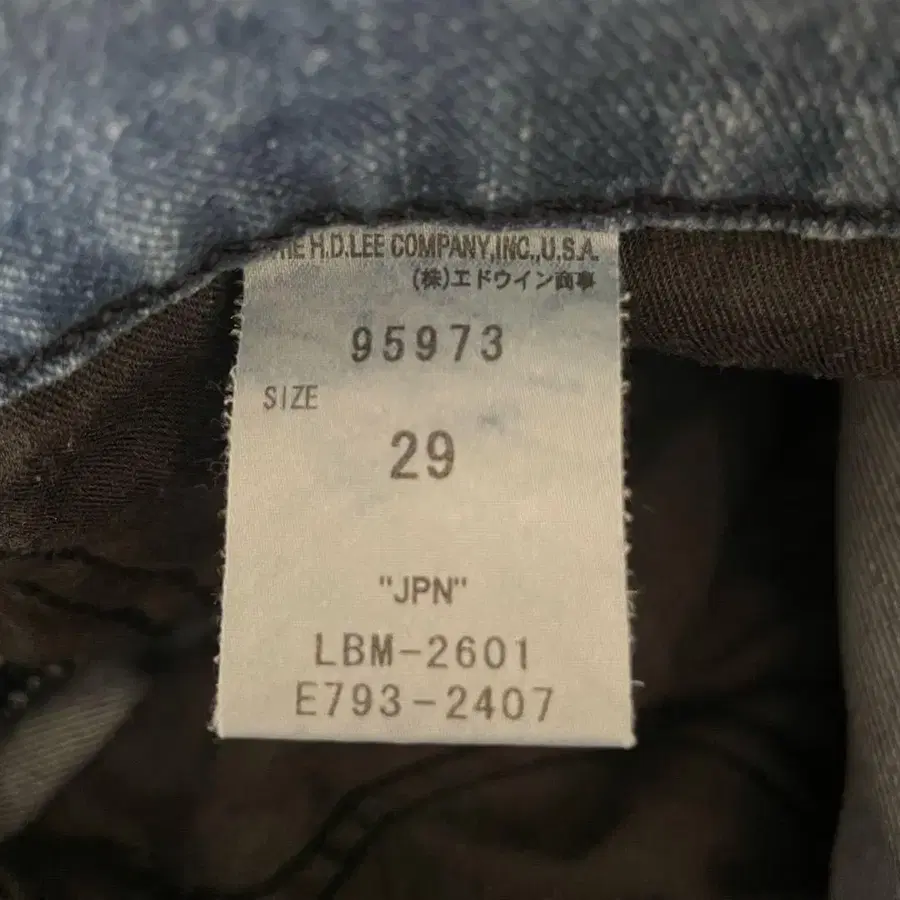 THE H.D.LEE COMPANY,INC.,U.S.A.
(株)エドウイン商事
95973
SIZE
29
"JPN"
LBM-2601
E793-2407